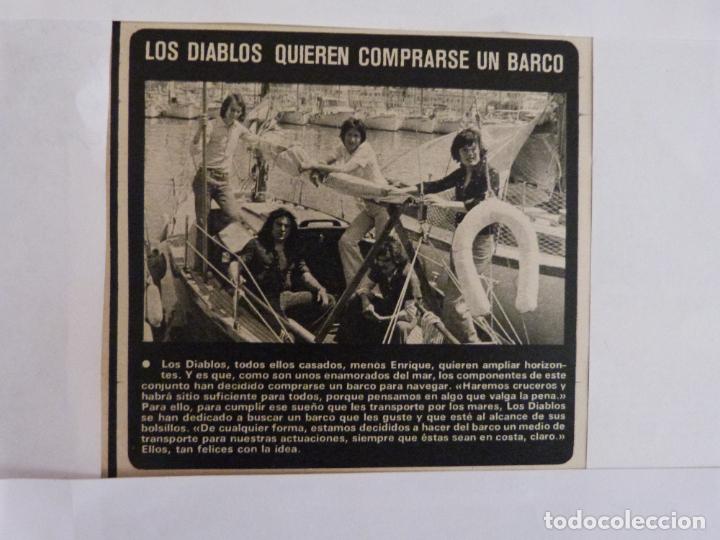 LOS DIABLOS QUIEREN COMPRARSE UN BARCO
● Los Diablos, todos ellos casados, menos Enrique, quieren ampliar horizon-
tes. Y es que, como son unos enamorados del mar, los componentes de este
conjunto han decidido comprarse un barco para navegar. «Haremos cruceros y
habrá sitio suficiente para todos, porque pensamos en algo que valga la pena.»
Para ello, para cumplir ese sueño que les transporte por los mares, Los Diablos
se han dedicado a buscar un barco que les guste y que esté al alcance de sus
bolsillos. «De cualquier forma, estamos decididos a hacer del barco un medio de
transporte para nuestras actuaciones, siempre que éstas sean en costa, claro.»
Ellos, tan felices con la idea.
todocoleccion